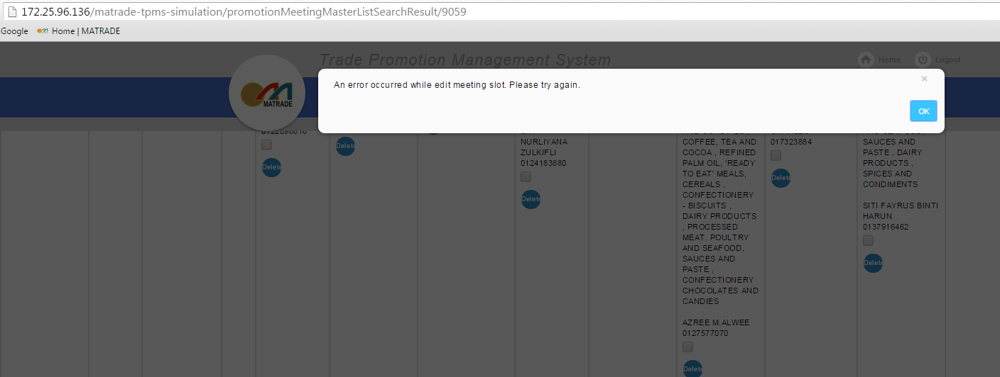 172.25.96.136/matrade-tpms-simulation/promotionMeetingMasterListSearchResult/9059
Google Home | MATRADE
Trade Promotion Management System
Home Logout
MATRADE
An error occurred while edit meeting slot. Please try again.
×
OK
Delete
Delete
NURLIYANA
ZULKIFLI
0124183880
Delete
COFFEE, TEA AND
COCOA , REFINED
PALM OIL, 'READY
TO EAT' MEALS,
CEREALS ,
CONFECTIONERY
- BISCUITS ,
DAIRY PRODUCTS
, PROCESSED
MEAT, POULTRY
AND SEAFOOD,
SAUCES AND
PASTE ,
CONFECTIONERY
CHOCOLATES AND
CANDIES
AZREE M.ALWEE
0127577070
Delete
017323884
Delete
SAUCES AND
PASTE , DAIRY
PRODUCTS ,
SPICES AND
CONDIMENTS
SITI FAYRUS BINTI
HARUN
0137916462
Delete